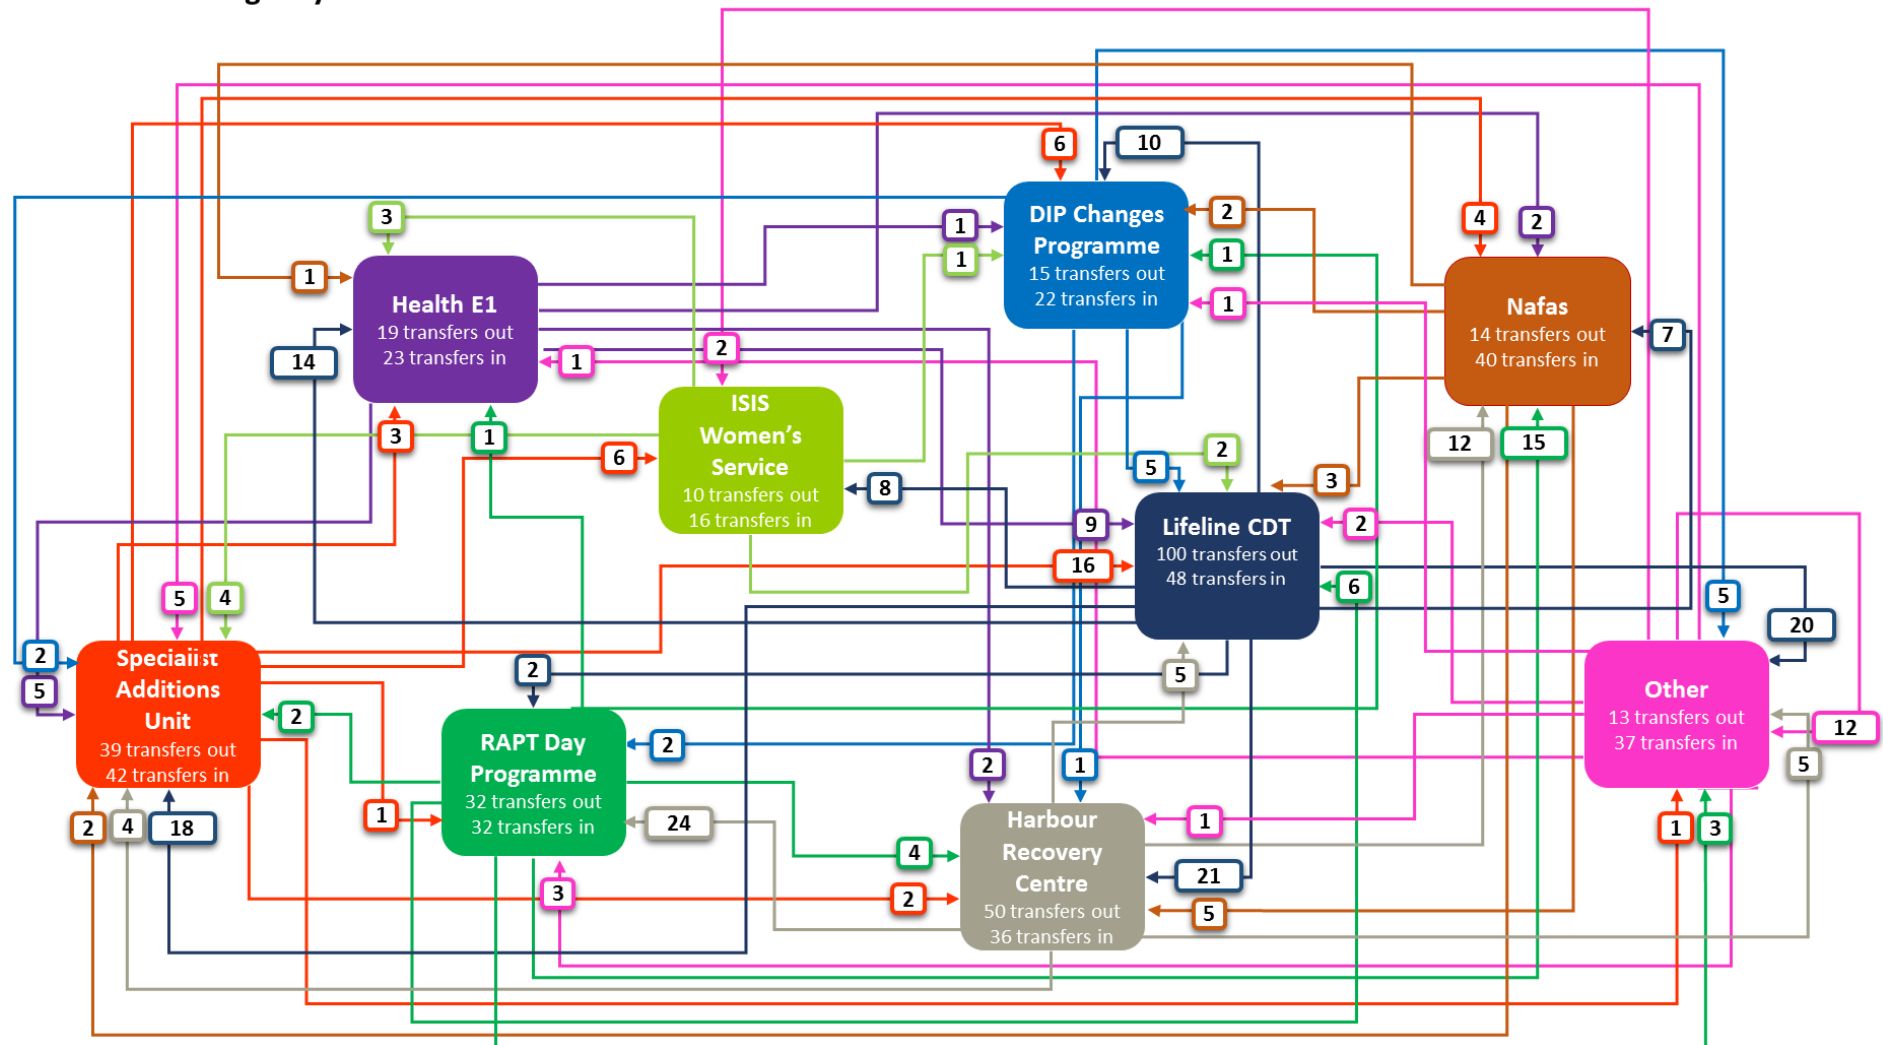 6
10
3
1
2
4
2
DIP Changes
Programme
15 transfers out
22 transfers in
1
1
1
1
Health E1
19 transfers out
23 transfers in
Nafas
14 transfers out
40 transfers in
14
1
2
7
ISIS
Women's
Service
10 transfers out
16 transfers in
3
1
6
8
5
2
3
12
15
9
2
Lifeline CDT
100 transfers out
48 transfers in
16
6
5
4
5
20
2
5
Specialist
Additions
Unit
39 transfers out
42 transfers in
2
5
Other
13 transfers out
37 transfers in
12
5
2
RAPT Day
Programme
32 transfers out
32 transfers in
2
2
1
1
24
4
2
3
Harbour
Recovery
Centre
50 transfers out
36 transfers in
1
21
5
2
4
18
1
3